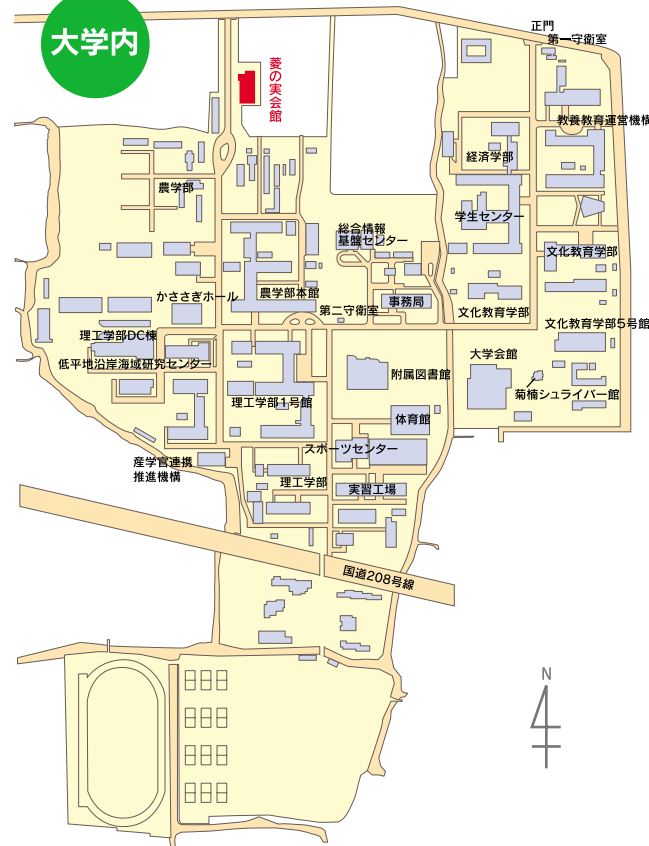 大学内
正門
第一守衛室
菱の実会館
教養教育運営機構
経済学部
農学部
学生センター
総合情報
基盤センター
文化教育学部
かささぎホール
農学部本館
事務局
第二守衛室
文化教育学部
文化教育学部5号館
理工学部DC棟
大学会館
低平地沿岸海域研究センター
附属図書館
菊楠シュライバー館
理工学部1号館
体育館
スポーツセンター
産学官連携
推進機構
理工学部
実習工場
国道208号線
N